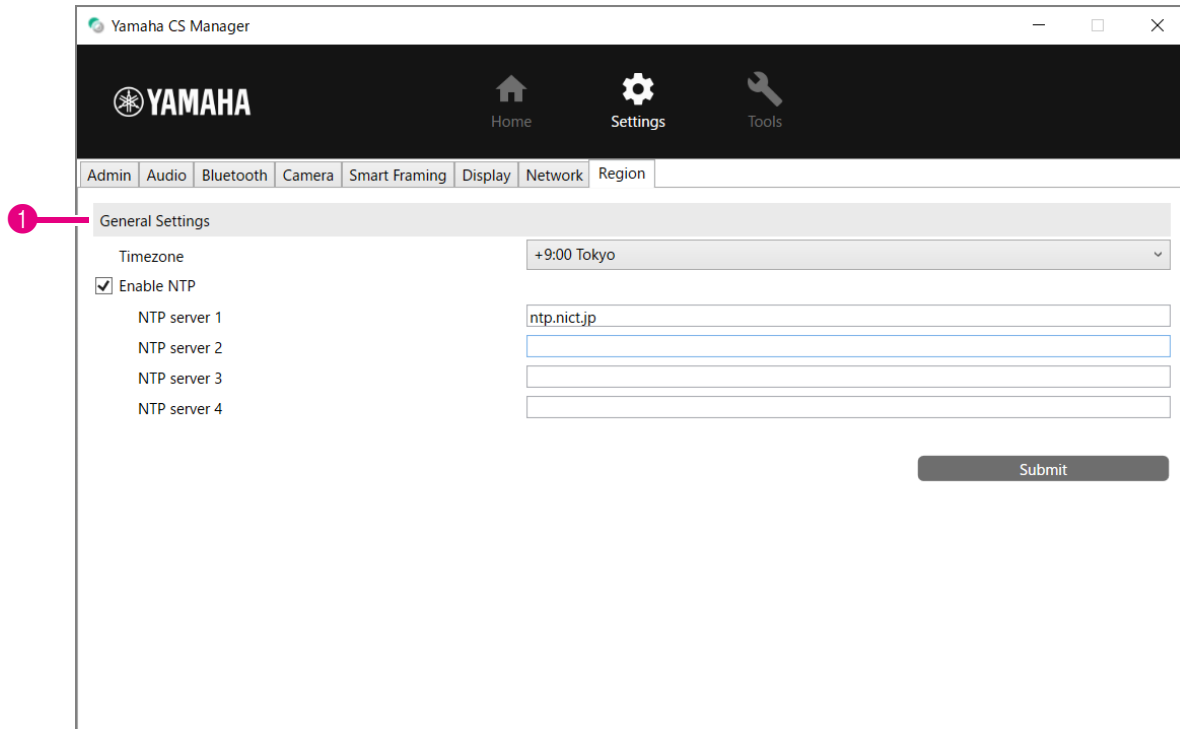 Yamaha CS Manager
YAMAHA
Home Settings Tools
Admin Audio Bluetooth Camera Smart Framing Display Network Region
1 General Settings
Timezone +9:00 Tokyo
Enable NTP
NTP server 1 ntp.nict.jp
NTP server 2
NTP server 3
NTP server 4
Submit